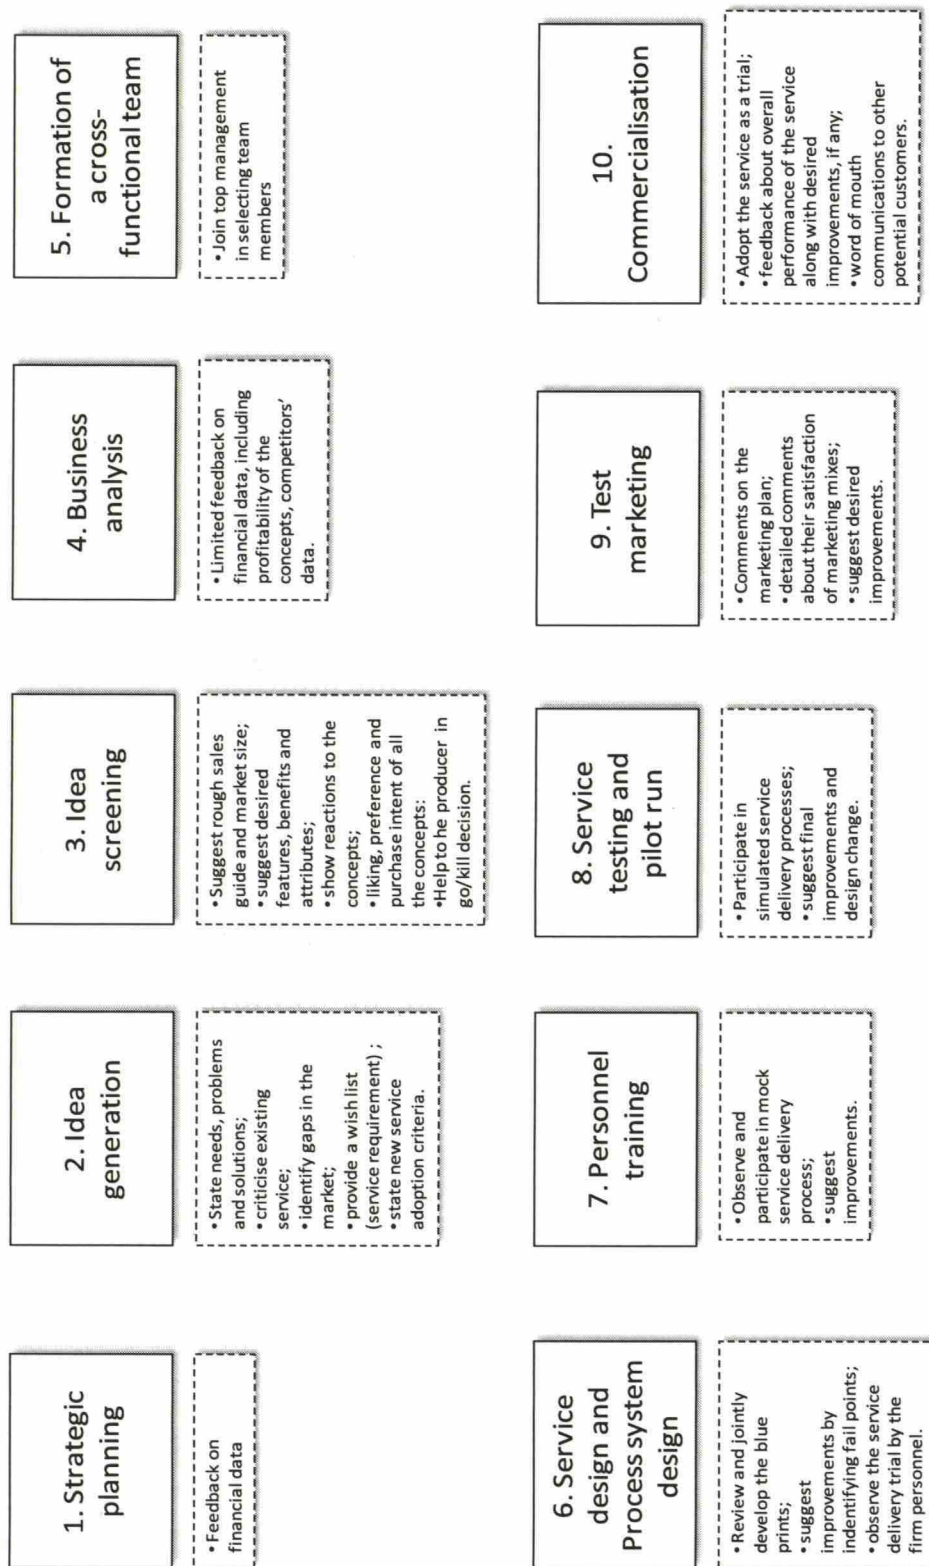 1. Strategic
planning
• Feedback on
financial data
2. Idea
generation
• State needs, problems
and solutions;
• criticise existing
service;
• identify gaps in the
market;
• provide a wish list
(service requirement) ;
• state new service
adoption criteria.
3. Idea
screening
• Suggest rough sales
guide and market size;
• suggest desired
features, benefits and
attributes;
• show reactions to the
concepts;
• liking, preference and
purchase intent of all
the concepts;
•Help to the producer in
go/kill decision.
4. Business
analysis
• Limited feedback on
financial data, including
profitability of the
concepts, competitors’
data.
5. Formation of
a cross-
functional team
• Join top management
in selecting team
members
6. Service
design and
Process system
design
• Review and jointly
develop the blue
prints;
• suggest
improvements by
indentifying fail points;
• observe the service
delivery trial by the
firm personnel.
7. Personnel
training
• Observe and
participate in mock
service delivery
process;
• suggest
improvements.
8. Service
testing and
pilot run
• Participate in
simulated service
delivery processes;
• suggest final
improvements and
design change.
9. Test
marketing
• Comments on the
marketing plan;
• detailed comments
about their satisfaction
of marketing mixes;
• suggest desired
improvements.
10.
Commercialisation
• Adopt the service as a trial;
• feedback about overall
performance of the service
along with desired
improvements, if any;
• word of mouth
communications to other
potential customers.